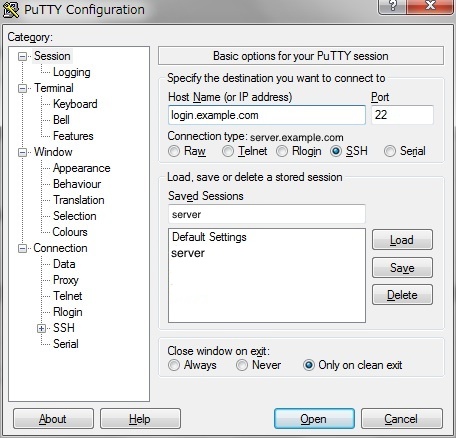 PuTTY Configuration
Category:
Session
Logging
Terminal
Keyboard
Bell
Features
Window
Appearance
Behaviour
Translation
Selection
Colours
Connection
Data
Proxy
Telnet
Rlogin
SSH
Serial
Basic options for your PuTTY session
Specify the destination you want to connect to
Host Name (or IP address) Port
login.example.com 22
Connection type: server.example.com
Raw Telnet Rlogin SSH Serial
Load, save or delete a stored session
Saved Sessions
server
Default Settings
server
Load
Save
Delete
Close window on exit:
Always Never Only on clean exit
About Help Open Cancel